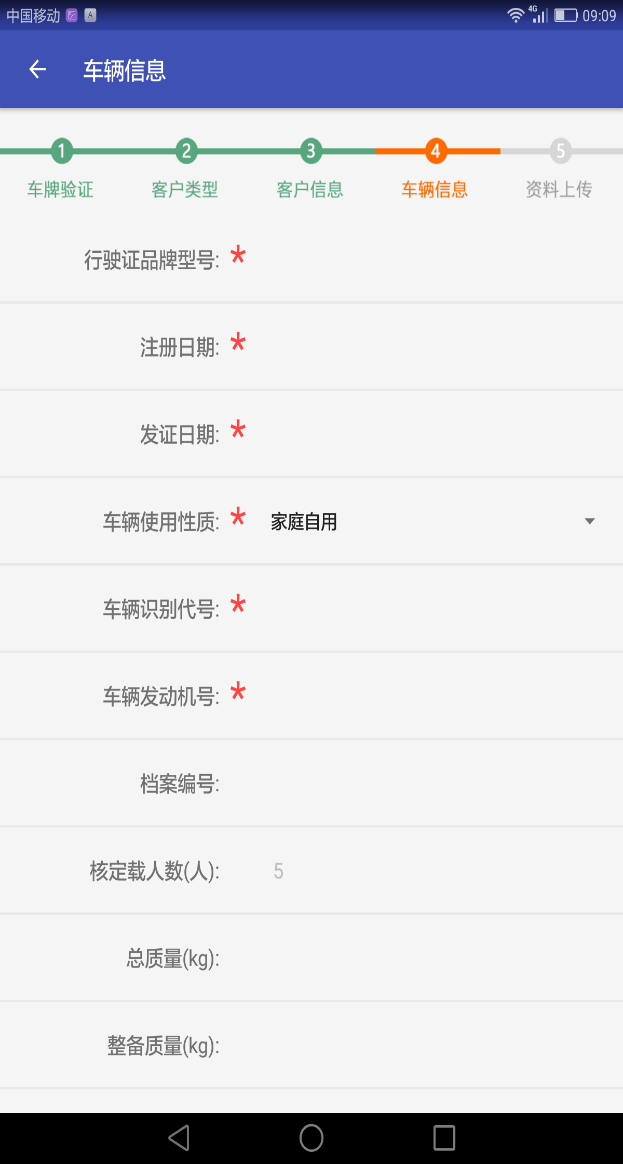 中国移动 A 4G 09:09
车辆信息
1 2 3 4 5
车牌验证 客户类型 客户信息 车辆信息 资料上传
行驶证品牌型号: *
注册日期: *
发证日期: *
车辆使用性质: * 家庭自用
车辆识别代号: *
车辆发动机号: *
档案编号:
核定载人数(人): 5
总质量(kg):
整备质量(kg):